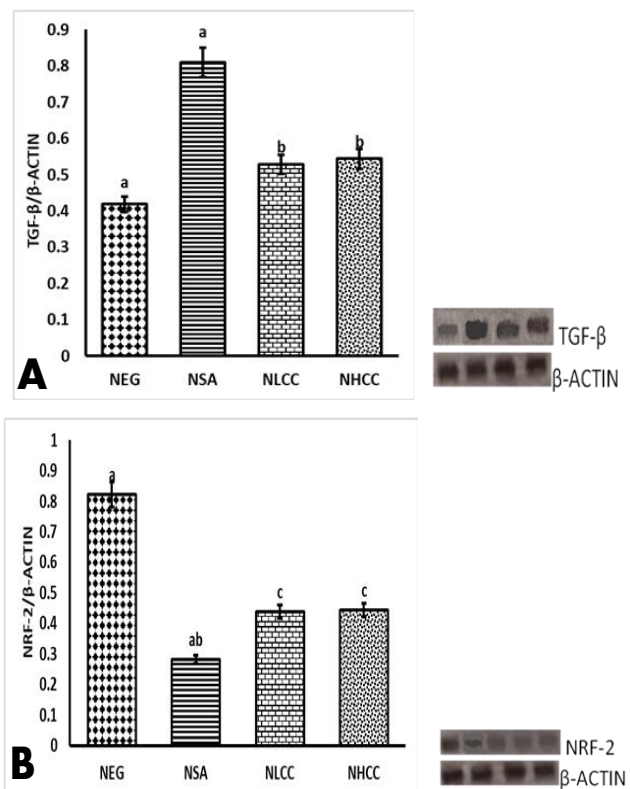 0.9
0.8
0.7
0.6
0.5
0.4
0.3
0.2
0.1
0
TGF-β/β-ACTIN
a
a
b
b
NEG NSA NLCC NHCC
A
TGF-β
β-ACTIN
1
0.9
0.8
0.7
0.6
0.5
0.4
0.3
0.2
0.1
0
NRF-2/β-ACTIN
a
ab
c
c
NEG NSA NLCC NHCC
B
NRF-2
β-ACTIN